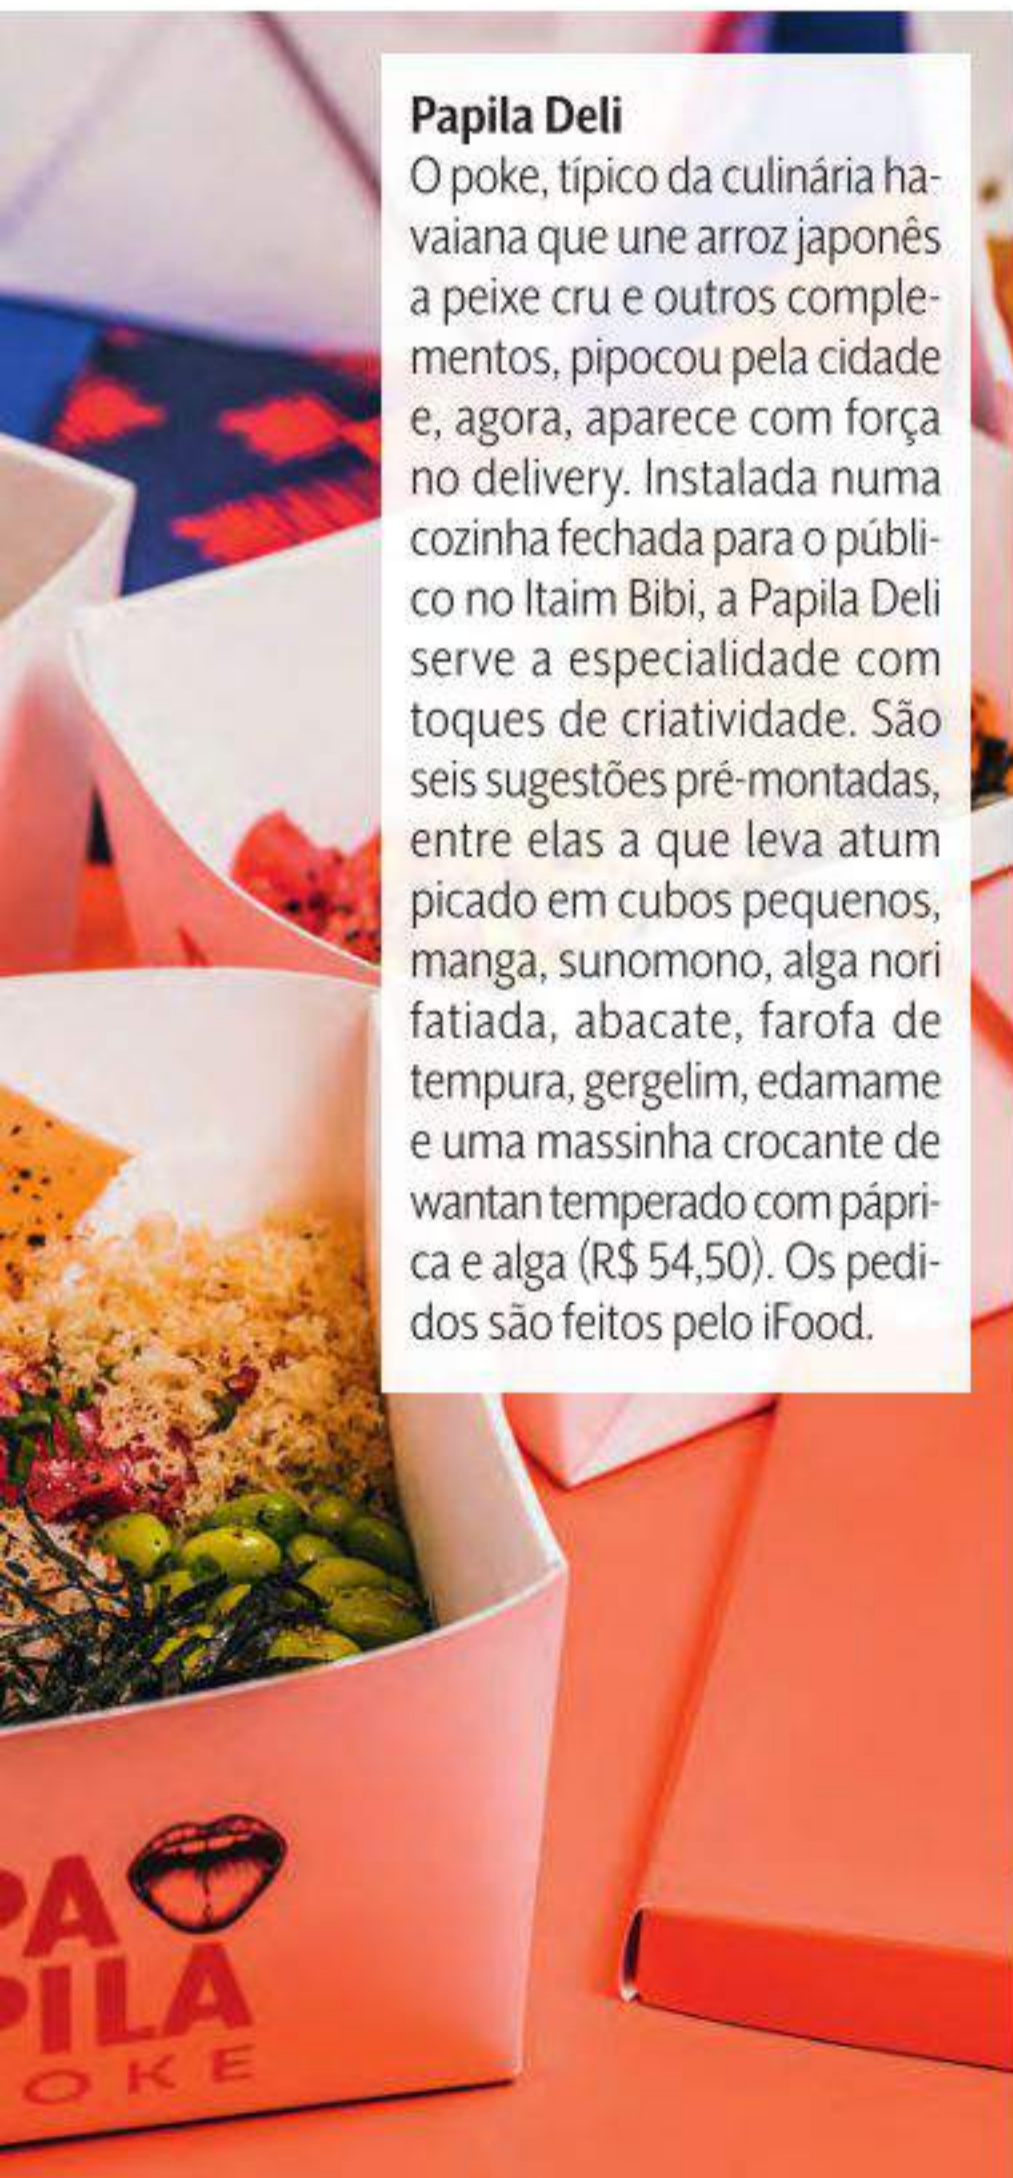 Papila Deli
O poke, típico da culinária ha-
vaiana que une arroz japonês
a peixe cru e outros comple-
mentos, pipocou pela cidade
e, agora, aparece com força
no delivery. Instalada numa
cozinha fechada para o públi-
co no Itaim Bibi, a Papila Deli
serve a especialidade com
toques de criatividade. São
seis sugestões pré-montadas,
entre elas a que leva atum
picado em cubos pequenos,
manga, sunomono, alga nori
fatiada, abacate, farofa de
tempura, gergelim, edamame
e uma massinha crocante de
wantan temperado com pápri-
ca e alga (R$ 54,50). Os pedi-
dos são feitos pelo iFood.
PA
PILA
OKE